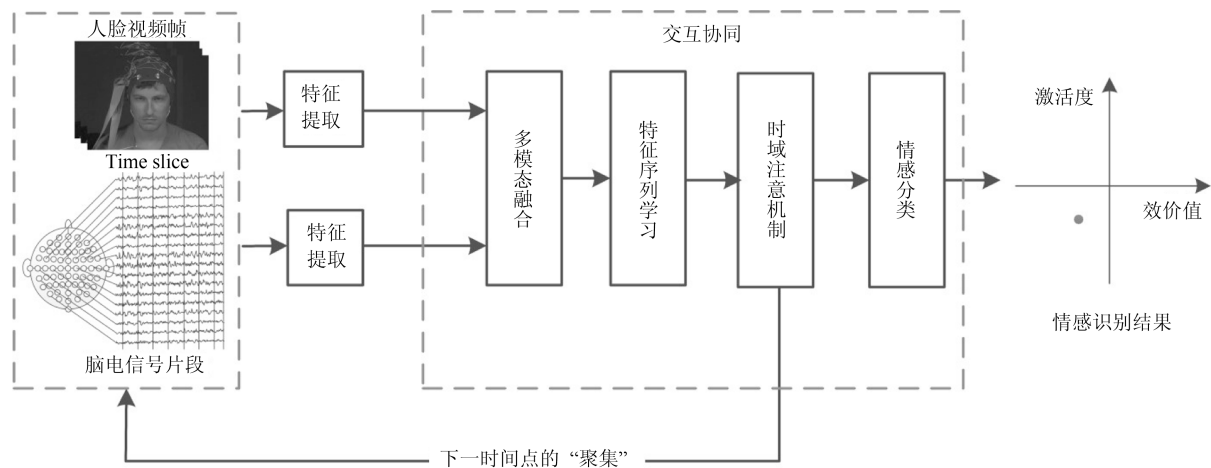 人脸视频帧
Time slice
脑电信号片段
特征
提取
特征
提取
交互协同
多模态融合
特征序列学习
时域注意机制
情感分类
激活度
效价值
情感识别结果
下一时间点的 “聚集”